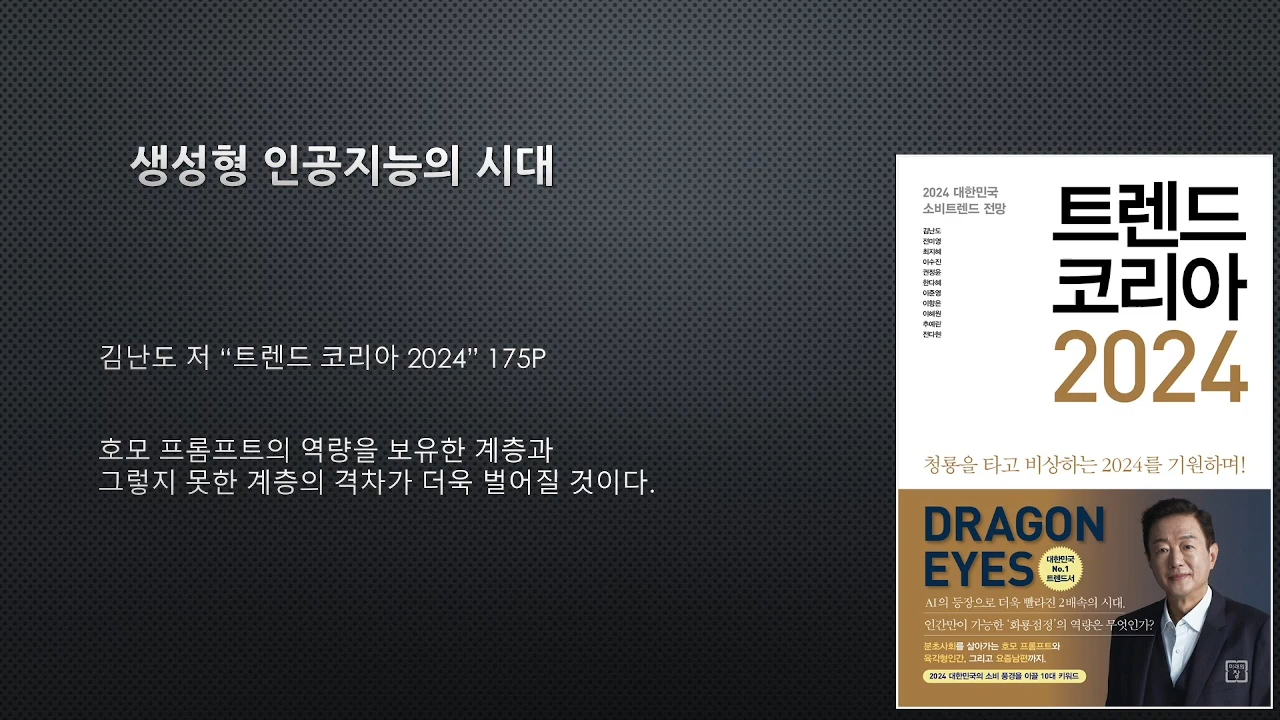 생성형 인공지능의 시대
김난도 저 “트렌드 코리아 2024” 175P
호모 프롬프트의 역량을 보유한 계층과
그렇지 못한 계층의 격차가 더욱 벌어질 것이다.
2024 대한민국
소비트렌드 전망
김난도
전미영
최지혜
이수진
권정윤
한다혜
이준영
이향은
이혜원
추예린
전다현
트렌드
코리아
2024
청룡을 타고 비상하는 2024를 기원하며!
DRAGON
EYES
대한민국
No.1
트렌드서
AI의 등장으로 더욱 빨라진 2배속의 시대.
인간만이 가능한 '화룡점정'의 역량은 무엇인가?
분초사회를 살아가는 호모 프롬프트와
육각형인간, 그리고 요즘남편까지.
2024 대한민국의 소비 풍경을 이끌 10대 키워드
미래의
창